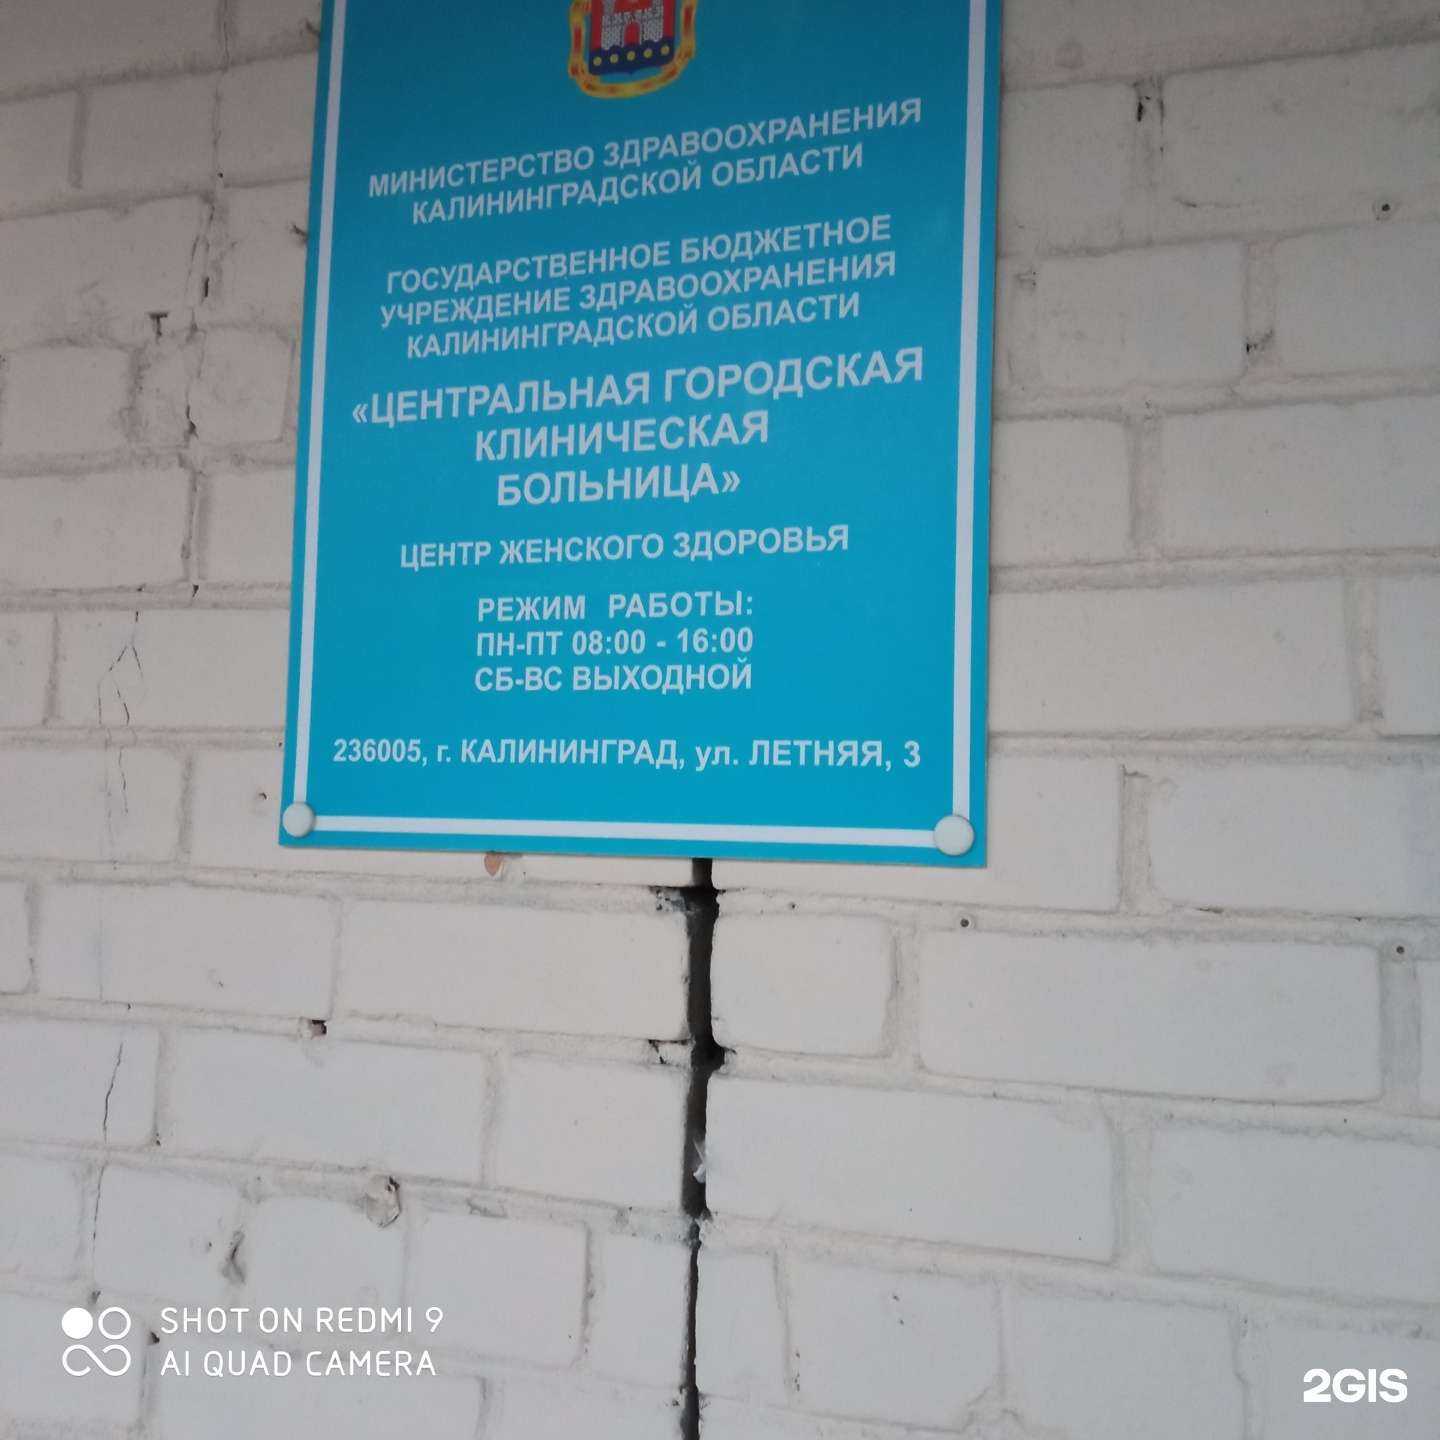 МИНИСТЕРСТВО ЗДРАВООХРАНЕНИЯ
КАЛИНИНГРАДСКОЙ ОБЛАСТИ
ГОСУДАРСТВЕННОЕ БЮДЖЕТНОЕ
УЧРЕЖДЕНИЕ ЗДРАВООХРАНЕНИЯ
КАЛИНИНГРАДСКОЙ ОБЛАСТИ
«ЦЕНТРАЛЬНАЯ ГОРОДСКАЯ
КЛИНИЧЕСКАЯ
БОЛЬНИЦА»
ЦЕНТР ЖЕНСКОГО ЗДОРОВЬЯ
РЕЖИМ РАБОТЫ:
ПН-ПТ 08:00 - 16:00
СБ-ВС ВЫХОДНОЙ
236005, г. КАЛИНИНГРАД, ул. ЛЕТНЯЯ, 3
SHOT ON REDMI 9
AI QUAD CAMERA
2GIS